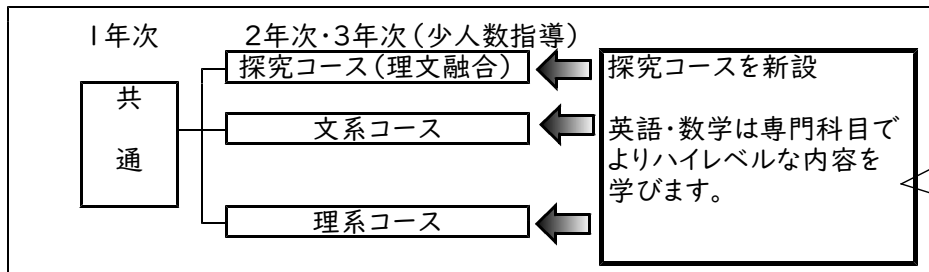 1年次
2年次・3年次(少人数指導)
共
通
探究コース(理文融合)
文系コース
理系コース
探究コースを新設
英語・数学は専門科目で
よりハイレベルな内容を
学びます。